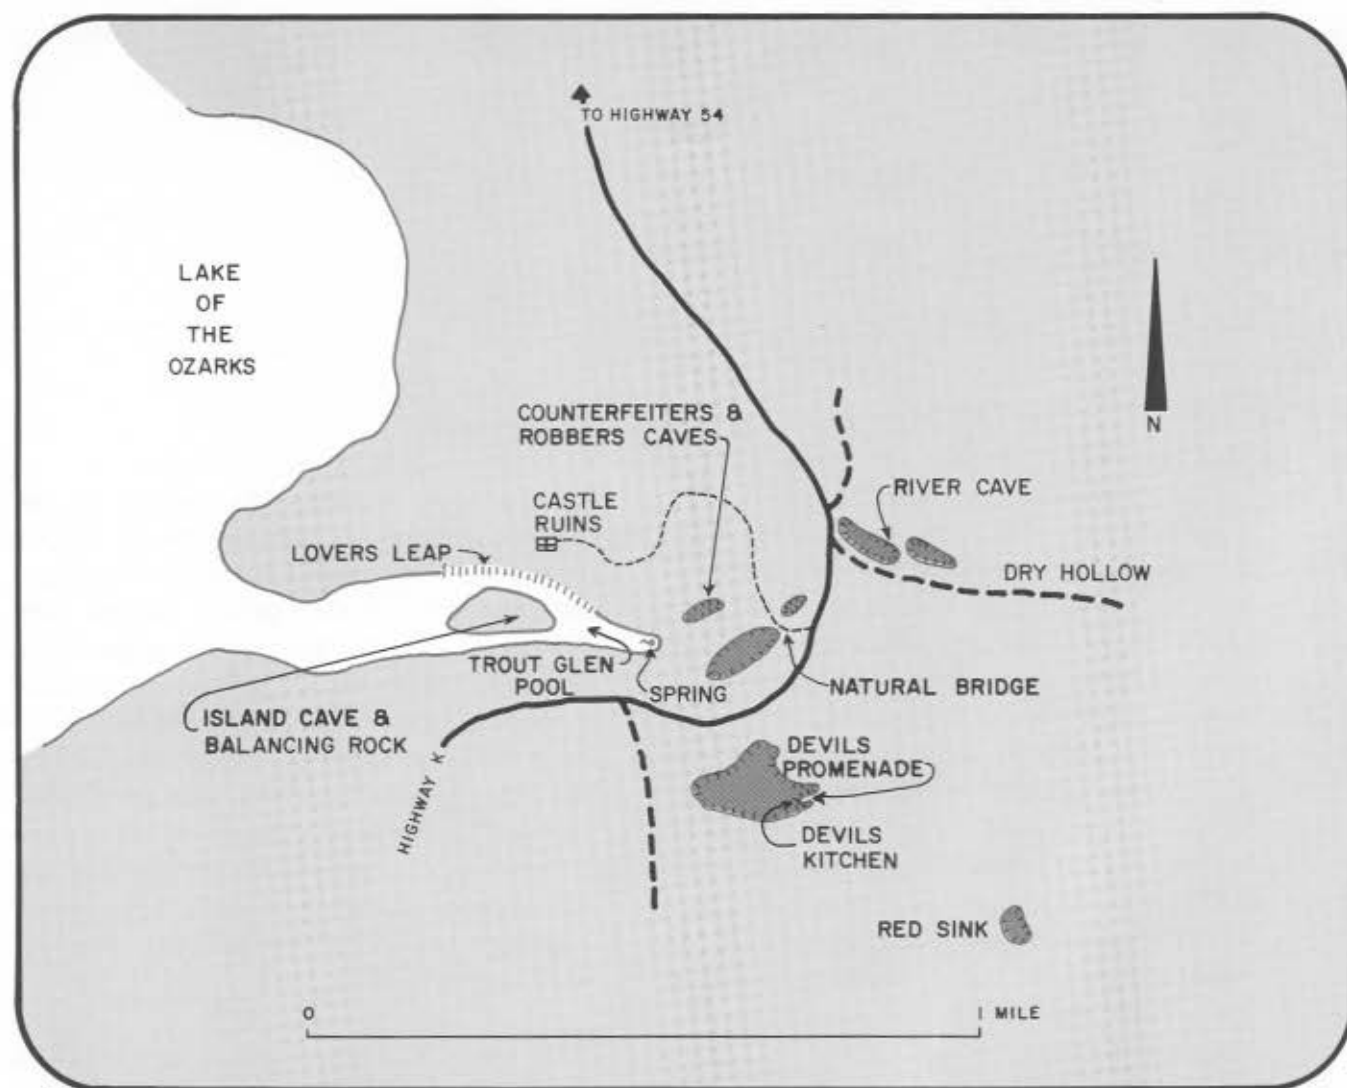 TO HIGHWAY 54
LAKE
OF
THE
OZARKS
N
COUNTERFEITERS &
ROBBERS CAVES
RIVER CAVE
CASTLE
RUINS
LOVERS LEAP
DRY HOLLOW
TROUT GLEN
POOL
SPRING
NATURAL BRIDGE
ISLAND CAVE &
BALANCING ROCK
HIGHWAY K
DEVILS
PROMENADE
DEVILS
KITCHEN
RED SINK
0
1 MILE